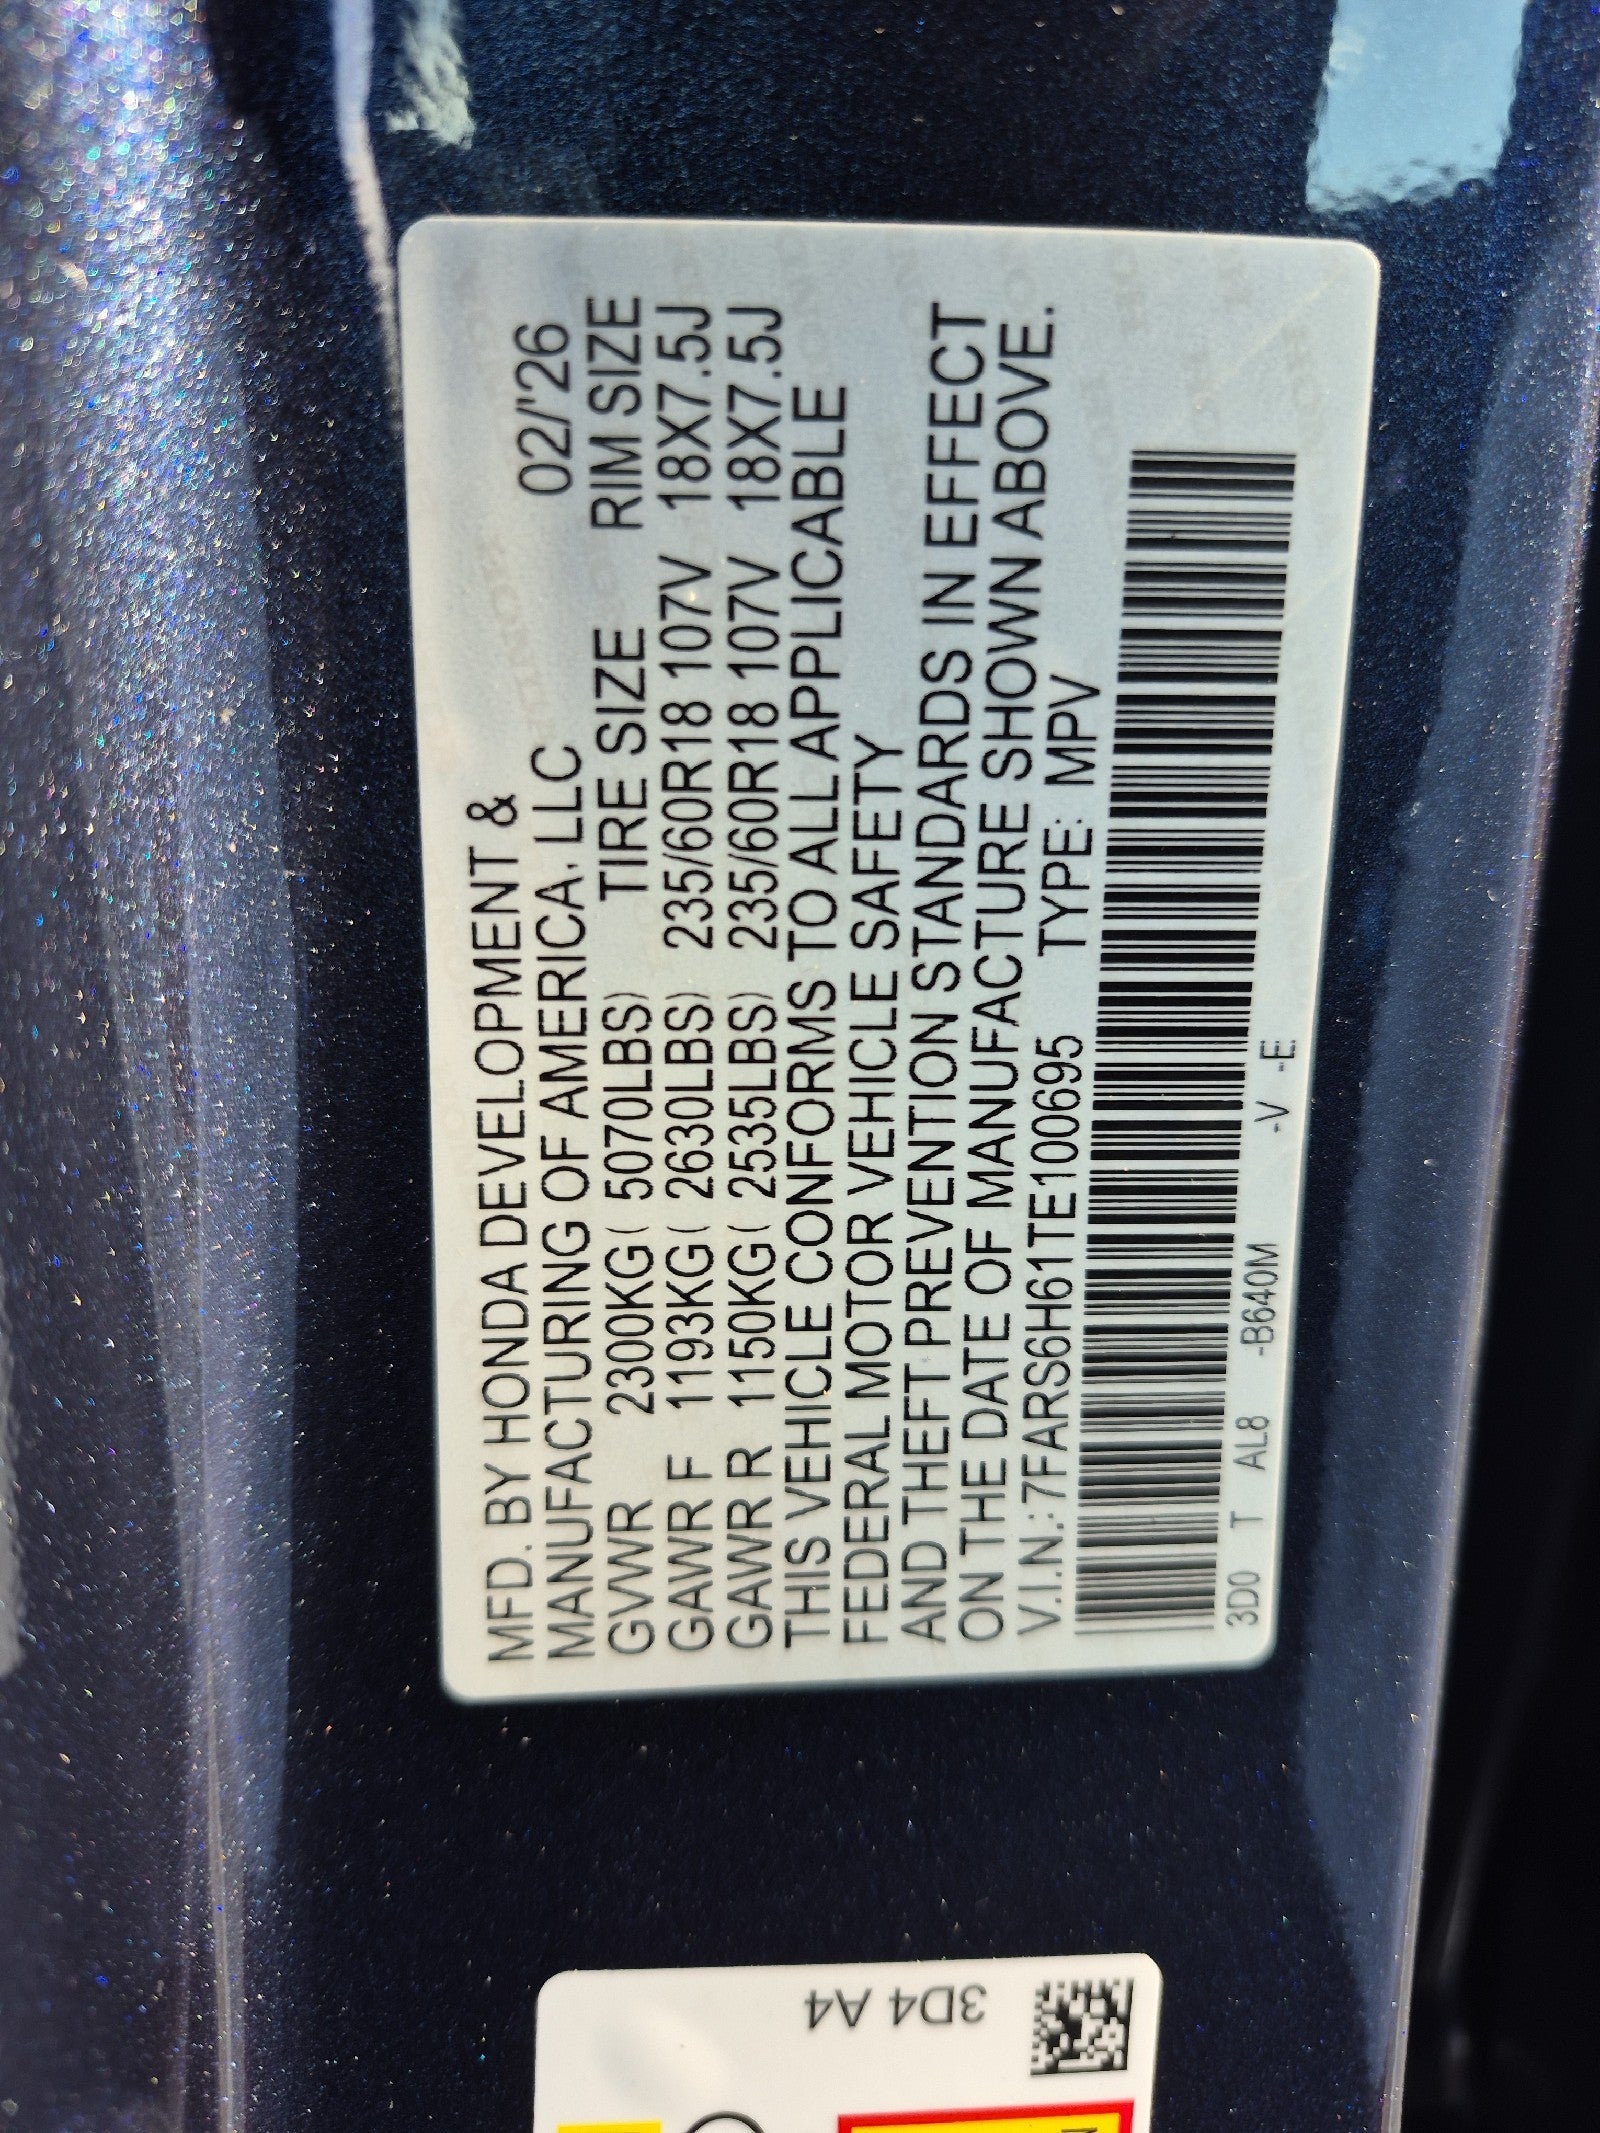 MFD. BY HONDA DEVELOPMENT &
MANUFACTURING OF AMERICA, LLC 02/'26
GVWR 2300KG( 5070LBS) TIRE SIZE RIM SIZE
GAWR F 1193KG( 2630LBS) 235/60R18 107V 18X7.5J
GAWR R 1150KG( 2535LBS) 235/60R18 107V 18X7.5J
THIS VEHICLE CONFORMS TO ALL APPLICABLE
FEDERAL MOTOR VEHICLE SAFETY
AND THEFT PREVENTION STANDARDS IN EFFECT
ON THE DATE OF MANUFACTURE SHOWN ABOVE.
V.I.N.: 7FARS6H61TE100695 TYPE: MPV
3D0 T AL8 -B640M -V -E
3D4 A4